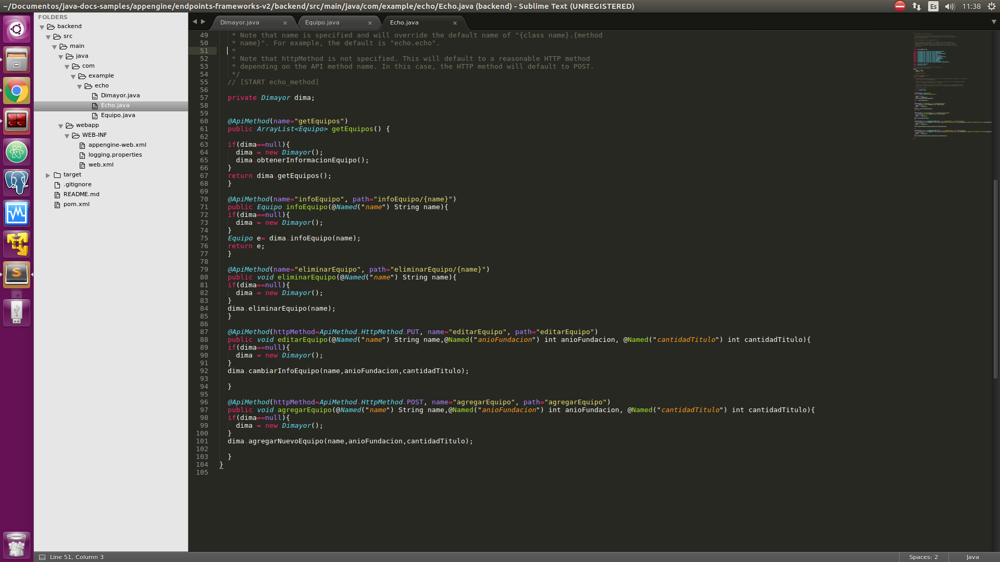 ~/Documentos/java-docs-samples/appengine/endpoints-frameworks-v2/backend/src/main/java/com/example/echo/Echo.java (backend) - Sublime Text (UNREGISTERED)
Es
11:38
FOLDERS
backend
src
main
java
com
example
echo
Dimayor.java
Echo.java
Equipo.java
webapp
WEB-INF
appengine-web.xml
logging.properties
web.xml
target
.gitignore
README.md
pom.xml
Dimayor.java ×
Equipo.java ×
Echo.java ×
49 * Note that name is specified and will override the default name of "{class name}.{method
50 * name}". For example, the default is "echo.echo".
51 *
52 * Note that httpMethod is not specified. This will default to a reasonable HTTP method
53 * depending on the API method name. In this case, the HTTP method will default to POST.
54 */
55 // [START echo_method]
56
57 private Dimayor dima;
58
59
60 @ApiMethod(name="getEquipos")
61 public ArrayList<Equipo> getEquipos() {
62
63 if(dima==null){
64 dima = new Dimayor();
65 dima.obtenerInformacionEquipo();
66 }
67 return dima.getEquipos();
68 }
69
70 @ApiMethod(name="infoEquipo", path="infoEquipo/{name}")
71 public Equipo infoEquipo(@Named("name") String name){
72 if(dima==null){
73 dima = new Dimayor();
74 }
75 Equipo e= dima.infoEquipo(name);
76 return e;
77 }
78
79 @ApiMethod(name="eliminarEquipo", path="eliminarEquipo/{name}")
80 public void eliminarEquipo(@Named("name") String name){
81 if(dima==null){
82 dima = new Dimayor();
83 }
84 dima.eliminarEquipo(name);
85 }
86
87 @ApiMethod(httpMethod=ApiMethod.HttpMethod.PUT, name="editarEquipo", path="editarEquipo")
88 public void editarEquipo(@Named("name") String name,@Named("anioFundacion") int anioFundacion, @Named("cantidadTitulo") int cantidadTitulo){
89 if(dima==null){
90 dima = new Dimayor();
91 }
92 dima.cambiarInfoEquipo(name,anioFundacion,cantidadTitulo);
93
94 }
95
96 @ApiMethod(httpMethod=ApiMethod.HttpMethod.POST, name="agregarEquipo", path="agregarEquipo")
97 public void agregarEquipo(@Named("name") String name,@Named("anioFundacion") int anioFundacion, @Named("cantidadTitulo") int cantidadTitulo){
98 if(dima==null){
99 dima = new Dimayor();
100 }
101 dima.agregarNuevoEquipo(name,anioFundacion,cantidadTitulo);
102
103 }
104 }
105
Line 51, Column 3
Spaces: 2
Java